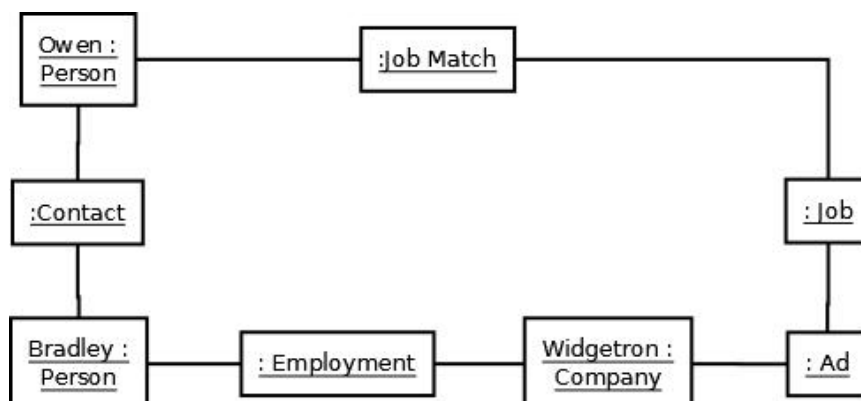 Owen :
Person
:Job Match
:Contact
: Job
Bradley :
Person
: Employment
Widgetron :
Company
: Ad